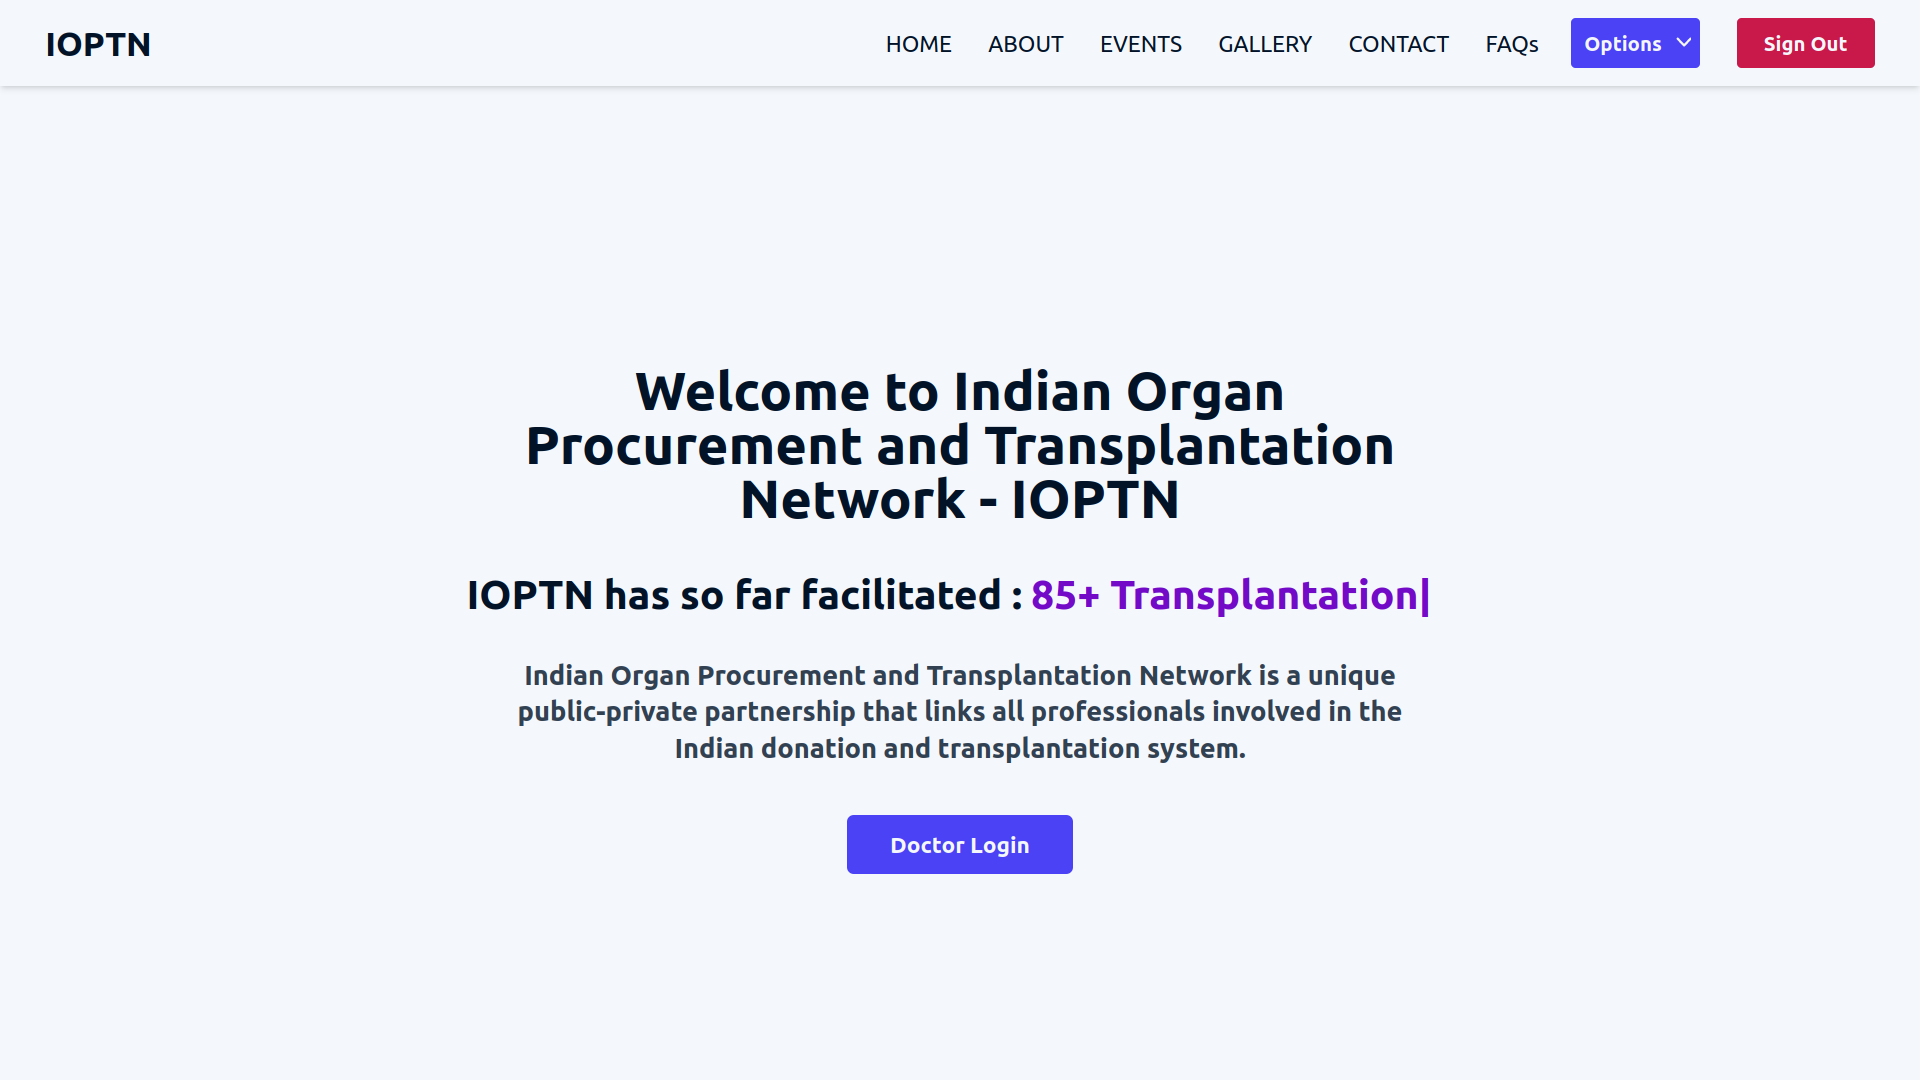 IOPTN
HOME ABOUT EVENTS GALLERY CONTACT FAQs Options Sign Out
Welcome to Indian Organ
Procurement and Transplantation
Network - IOPTN
IOPTN has so far facilitated : 85+ Transplantation|
Indian Organ Procurement and Transplantation Network is a unique
public-private partnership that links all professionals involved in the
Indian donation and transplantation system.
Doctor Login